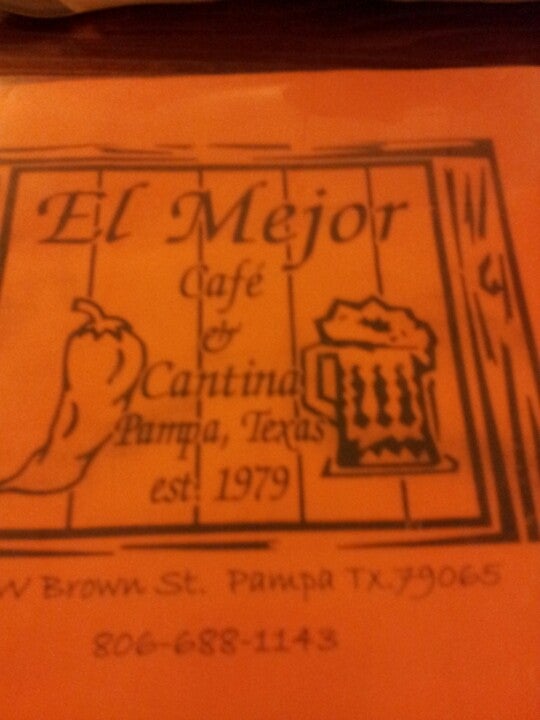 El Mejor
Café
&
Cantina
Pampa, Texas
est. 1979
W Brown St. Pampa TX.79065
806-688-1143